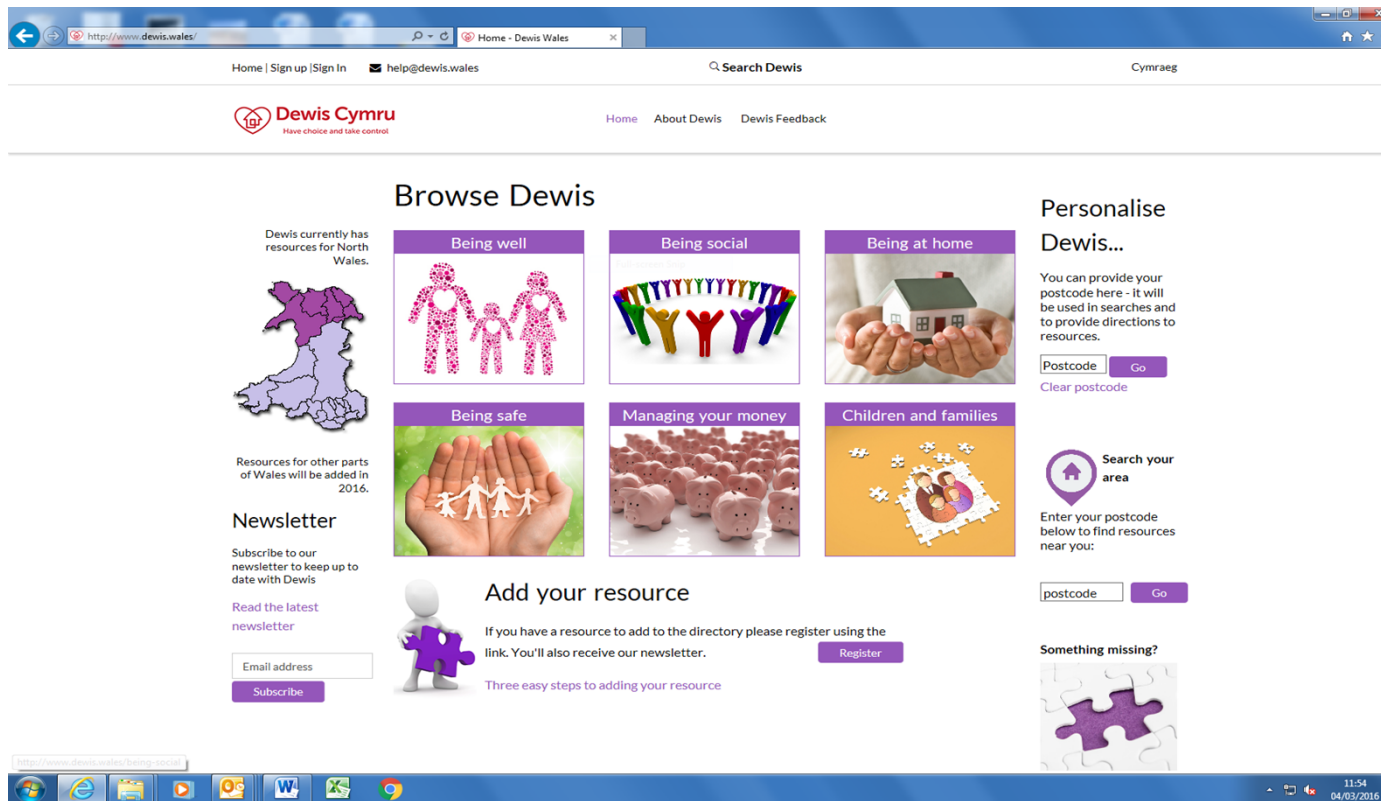 http://www.dewis.wales/
Home - Dewis Wales
Home | Sign up |Sign In
help@dewis.wales
Search Dewis
Cymraeg
Dewis Cymru
Have choice and take control
Home
About Dewis
Dewis Feedback
Browse Dewis
Dewis currently has
resources for North
Wales.
Resources for other parts
of Wales will be added in
2016.
Newsletter
Subscribe to our
newsletter to keep up to
date with Dewis
Read the latest
newsletter
Email address
Subscribe
Being well
Being social
Being at home
Being safe
Managing your money
Children and families
Add your resource
If you have a resource to add to the directory please register using the
link. You'll also receive our newsletter.
Register
Three easy steps to adding your resource
Personalise
Dewis...
You can provide your
postcode here - it will
be used in searches and
to provide directions to
resources.
Postcode
Go
Clear postcode
Search your
area
Enter your postcode
below to find resources
near you:
postcode
Go
Something missing?
http://www.dewis.wales/being-social
11:54
04/03/2016